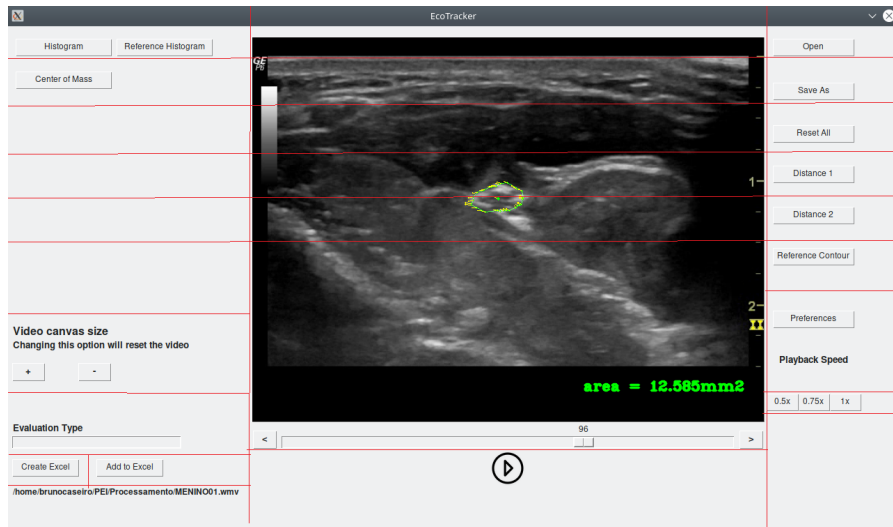 EcoTracker
Histogram
Reference Histogram
Center of Mass
Video canvas size
Changing this option will reset the video
+
-
Evaluation Type
Create Excel
Add to Excel
/home/brunocaseiro/PEI/Processamento/MENINO01.wmv
GE
1
2
area = 12.585mm2
96
<
>
Open
Save As
Reset All
Distance 1
Distance 2
Reference Contour
Preferences
Playback Speed
0.5x
0.75x
1x